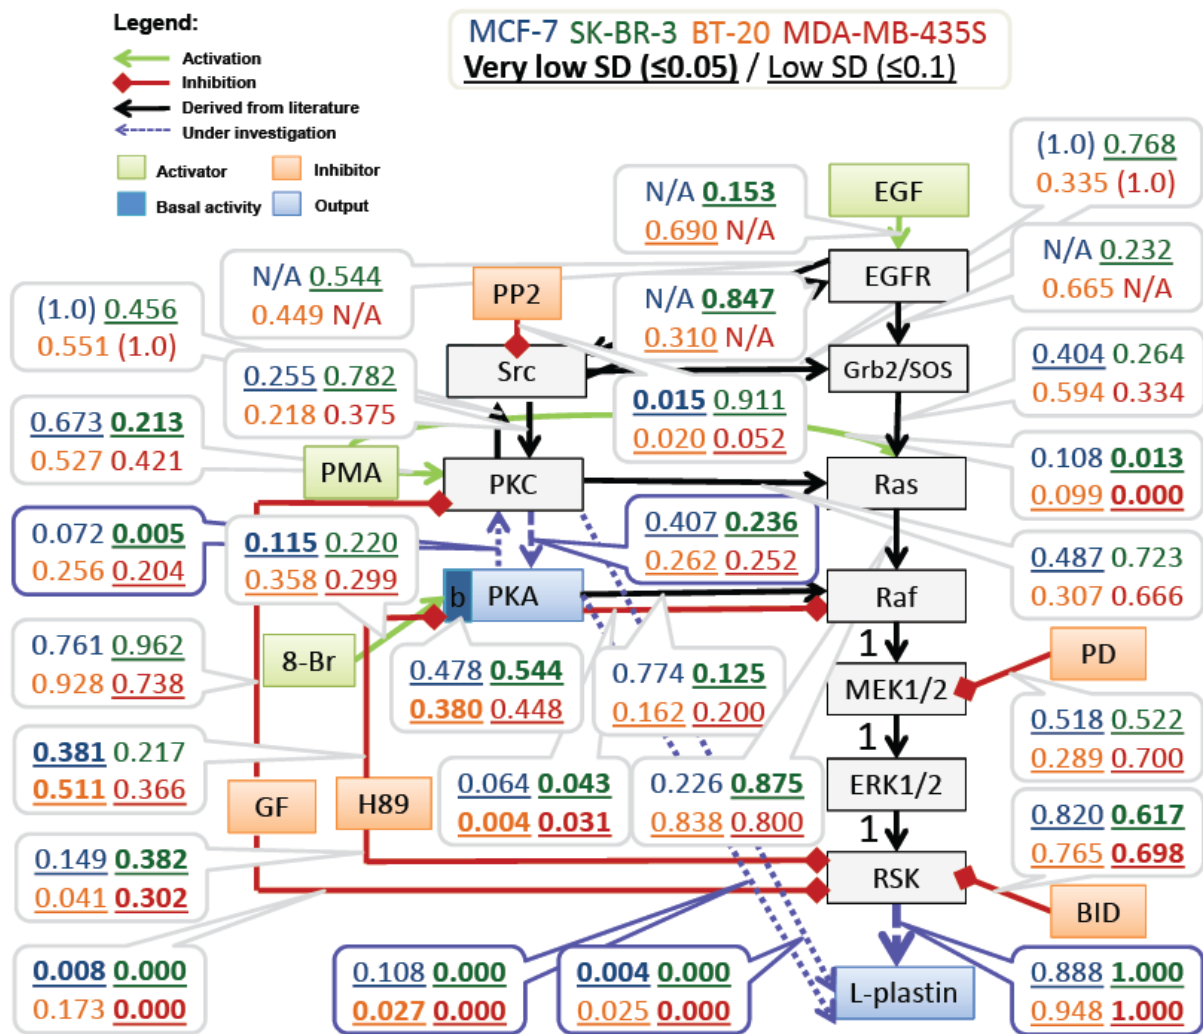 Legend:
Activation
Inhibition
Derived from literature
Under investigation
Activator
Inhibitor
Basal activity
Output
MCF-7 SK-BR-3 BT-20 MDA-MB-435S
Very low SD (≤0.05) / Low SD (≤0.1)
(1.0) 0.768
0.335 (1.0)
N/A 0.153
0.690 N/A
EGF
N/A 0.232
0.665 N/A
N/A 0.544
0.449 N/A
PP2
N/A 0.847
0.310 N/A
EGFR
(1.0) 0.456
0.551 (1.0)
Src
Grb2/SOS
0.404 0.264
0.594 0.334
0.255 0.782
0.218 0.375
0.015 0.911
0.020 0.052
0.673 0.213
0.527 0.421
PMA
PKC
Ras
0.108 0.013
0.099 0.000
0.072 0.005
0.256 0.204
0.115 0.220
0.358 0.299
0.407 0.236
0.262 0.252
0.487 0.723
0.307 0.666
b
PKA
Raf
8-Br
0.761 0.962
0.928 0.738
0.478 0.544
0.380 0.448
0.774 0.125
0.162 0.200
1
MEK1/2
PD
0.518 0.522
0.289 0.700
0.381 0.217
0.511 0.366
GF
H89
0.064 0.043
0.004 0.031
0.226 0.875
0.838 0.800
1
ERK1/2
1
0.820 0.617
0.765 0.698
0.149 0.382
0.041 0.302
RSK
BID
0.008 0.000
0.173 0.000
0.108 0.000
0.027 0.000
0.004 0.000
0.025 0.000
L-plastin
0.888 1.000
0.948 1.000